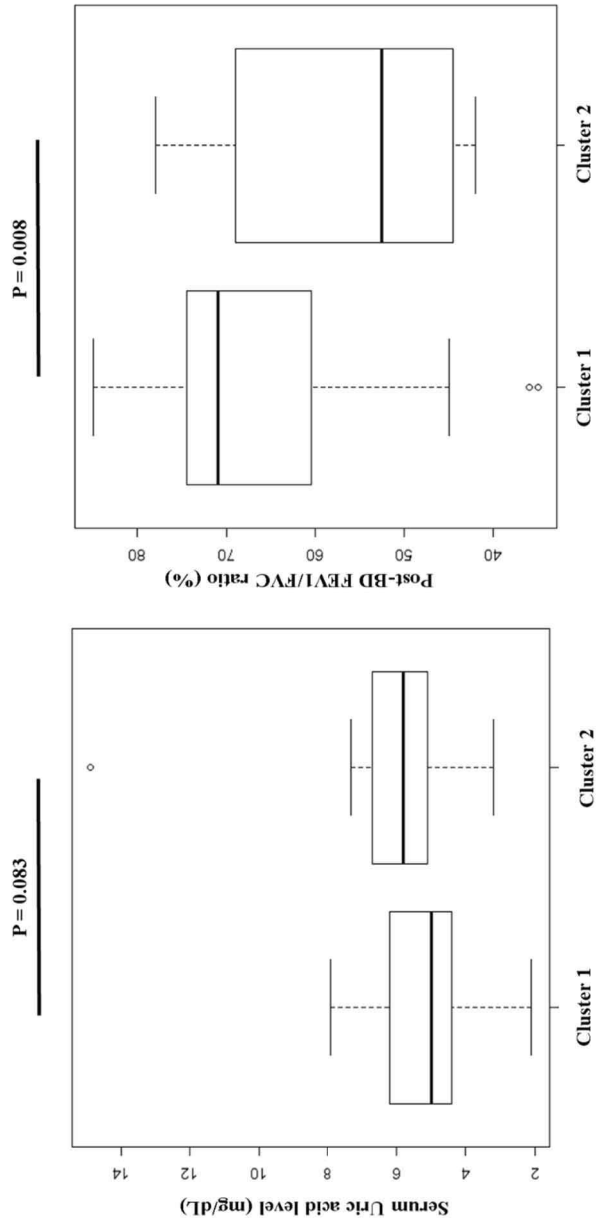 P = 0.083
Serum Uric acid level (mg/dL)
14
12
10
8
6
4
2
Cluster 1
Cluster 2
P = 0.008
Post-BD FEV1/FVC ratio (%)
80
70
60
50
40
Cluster 1
Cluster 2